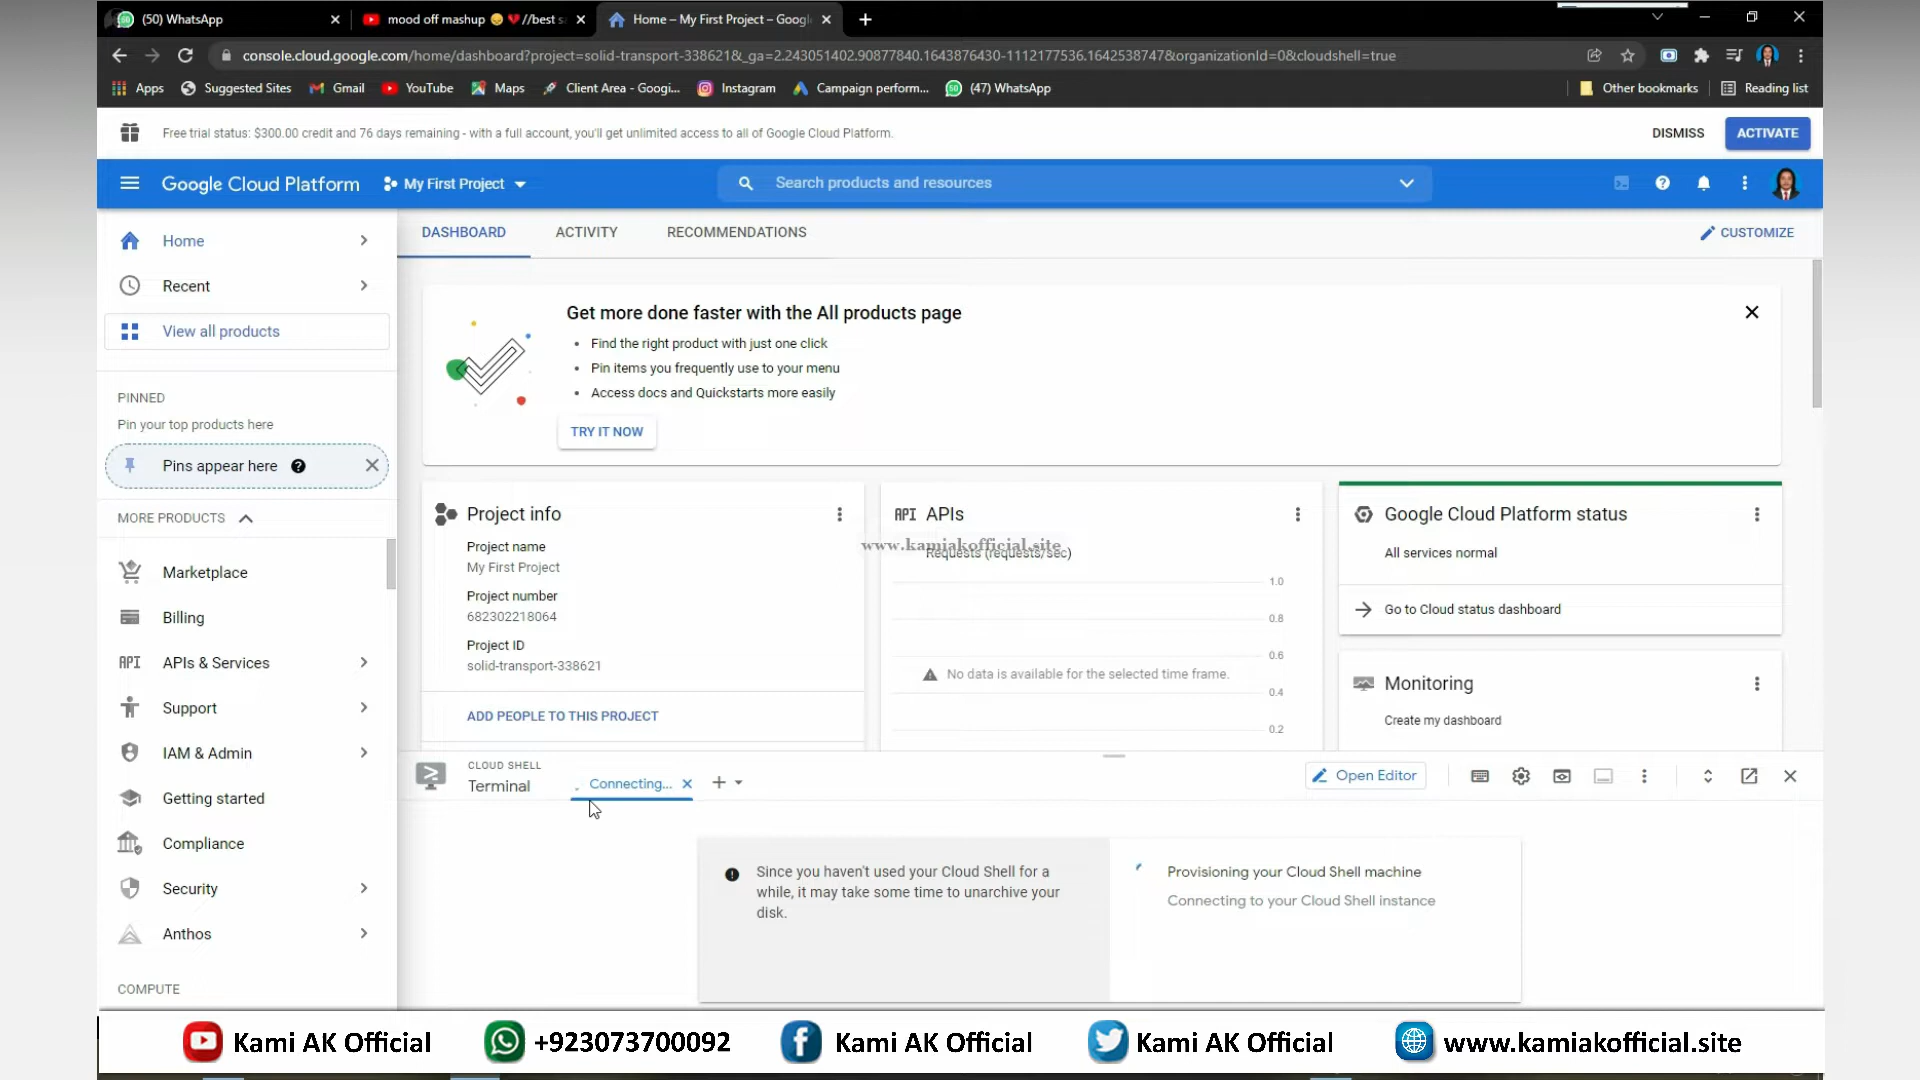 (50) WhatsApp
mood off mashup 😔💔//best s
Home – My First Project – Googl
console.cloud.google.com/home/dashboard?project=solid-transport-338621&_ga=2.243051402.90877840.1643876430-1112177536.1642538747&organizationId=0&cloudshell=true
Apps
Suggested Sites
Gmail
YouTube
Maps
Client Area - Googi...
Instagram
Campaign perform...
(47) WhatsApp
Other bookmarks
Reading list
Free trial status: $300.00 credit and 76 days remaining - with a full account, you'll get unlimited access to all of Google Cloud Platform.
DISMISS
ACTIVATE
Google Cloud Platform
My First Project
Search products and resources
Home
Recent
View all products
PINNED
Pin your top products here
Pins appear here
MORE PRODUCTS
Marketplace
Billing
API APIs & Services
Support
IAM & Admin
Getting started
Compliance
Security
Anthos
COMPUTE
DASHBOARD
ACTIVITY
RECOMMENDATIONS
CUSTOMIZE
Get more done faster with the All products page
• Find the right product with just one click
• Pin items you frequently use to your menu
• Access docs and Quickstarts more easily
TRY IT NOW
Project info
Project name
My First Project
Project number
682302218064
Project ID
solid-transport-338621
ADD PEOPLE TO THIS PROJECT
API APIs
www.kamiakofficial.site
Requests (requests/sec)
1.0
0.8
0.6
No data is available for the selected time frame.
0.4
0.2
Google Cloud Platform status
All services normal
Go to Cloud status dashboard
Monitoring
Create my dashboard
CLOUD SHELL
Terminal
Connecting...
Open Editor
Since you haven't used your Cloud Shell for a
while, it may take some time to unarchive your
disk.
Provisioning your Cloud Shell machine
Connecting to your Cloud Shell instance
Kami AK Official
+923073700092
Kami AK Official
Kami AK Official
www.kamiakofficial.site